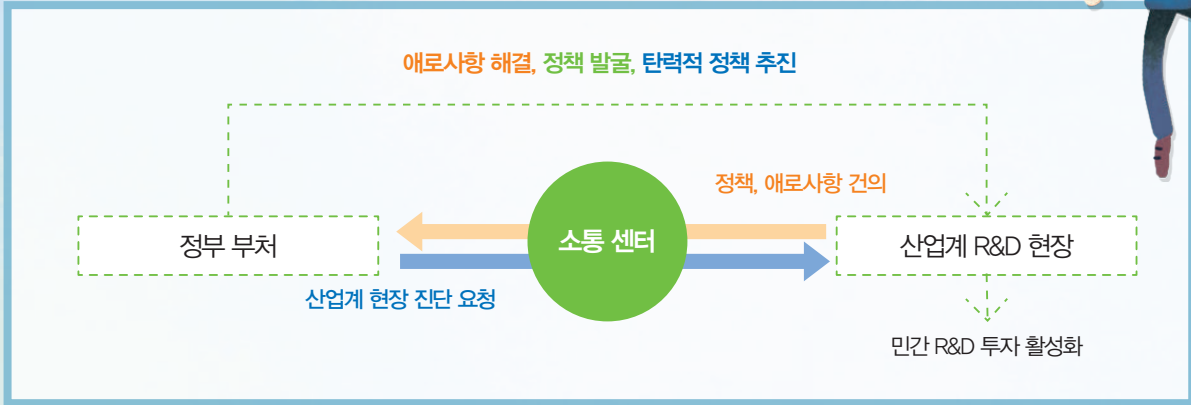 애로사항 해결, 정책 발굴, 탄력적 정책 추진
정책, 애로사항 건의
정부 부처
소통 센터
산업계 R&D 현장
산업계 현장 진단 요청
민간 R&D 투자 활성화